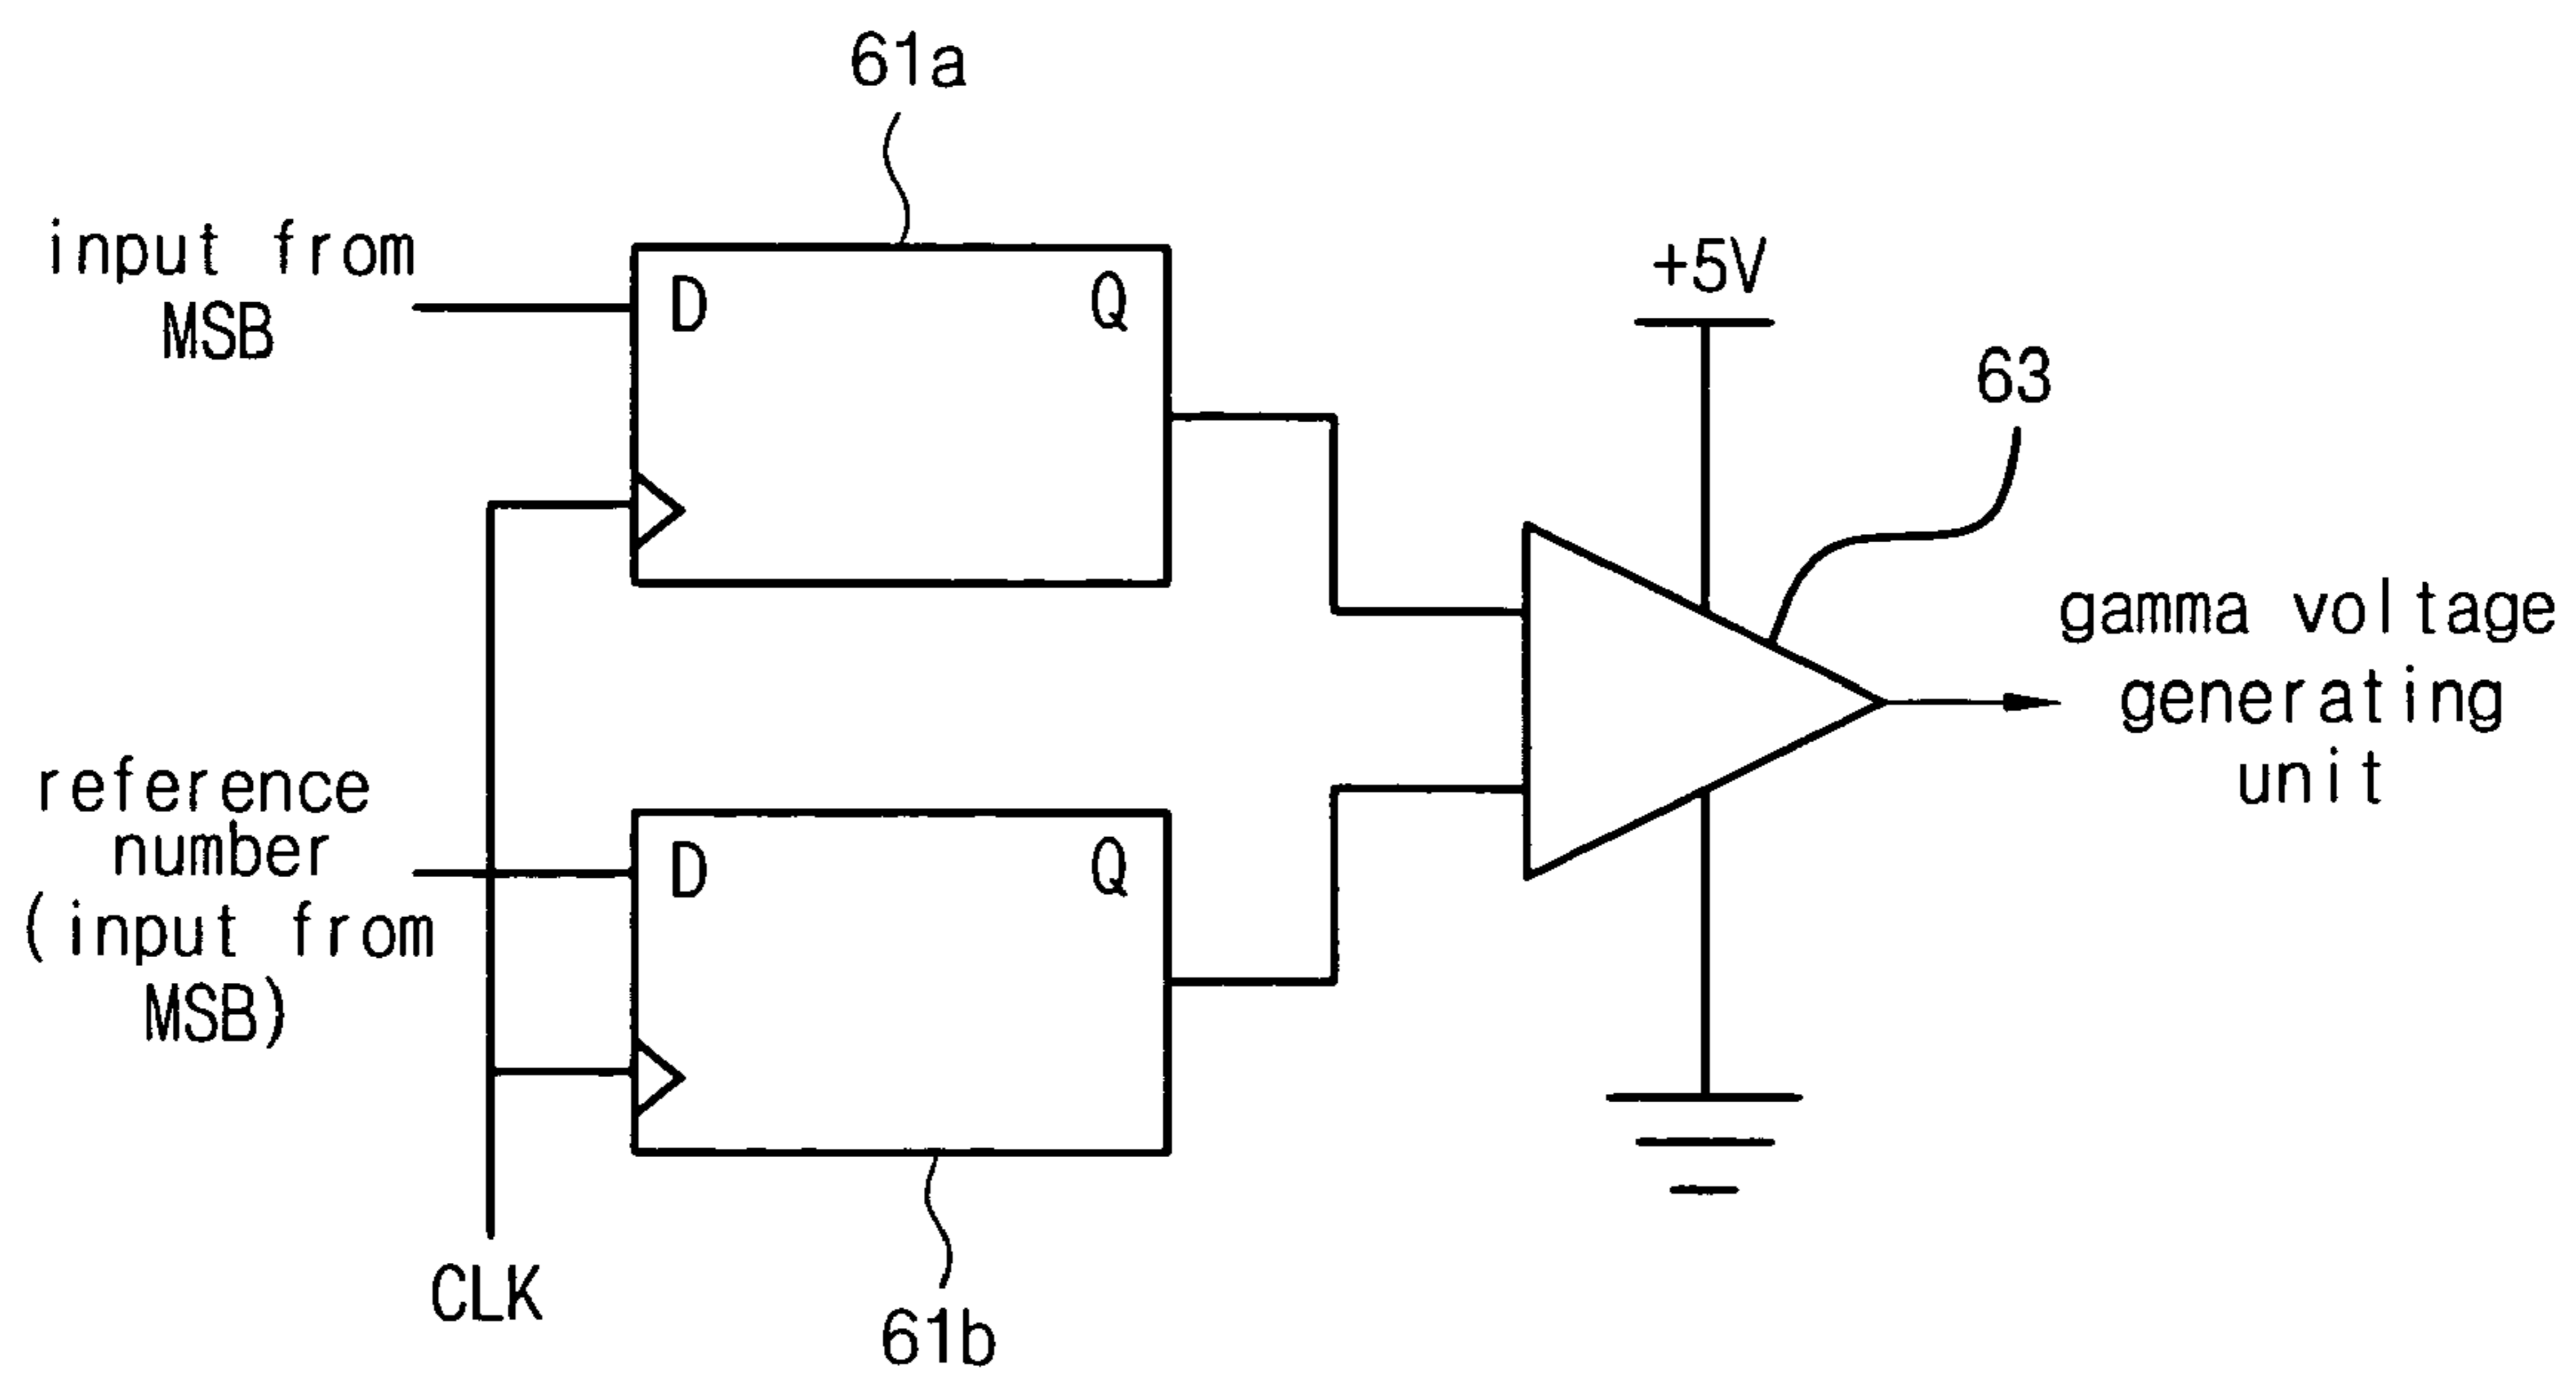 61a
input from
MSB
D
Q
+5V
63
gamma voltage
generating
unit
reference
number
(input from
MSB)
D
Q
CLK
61b